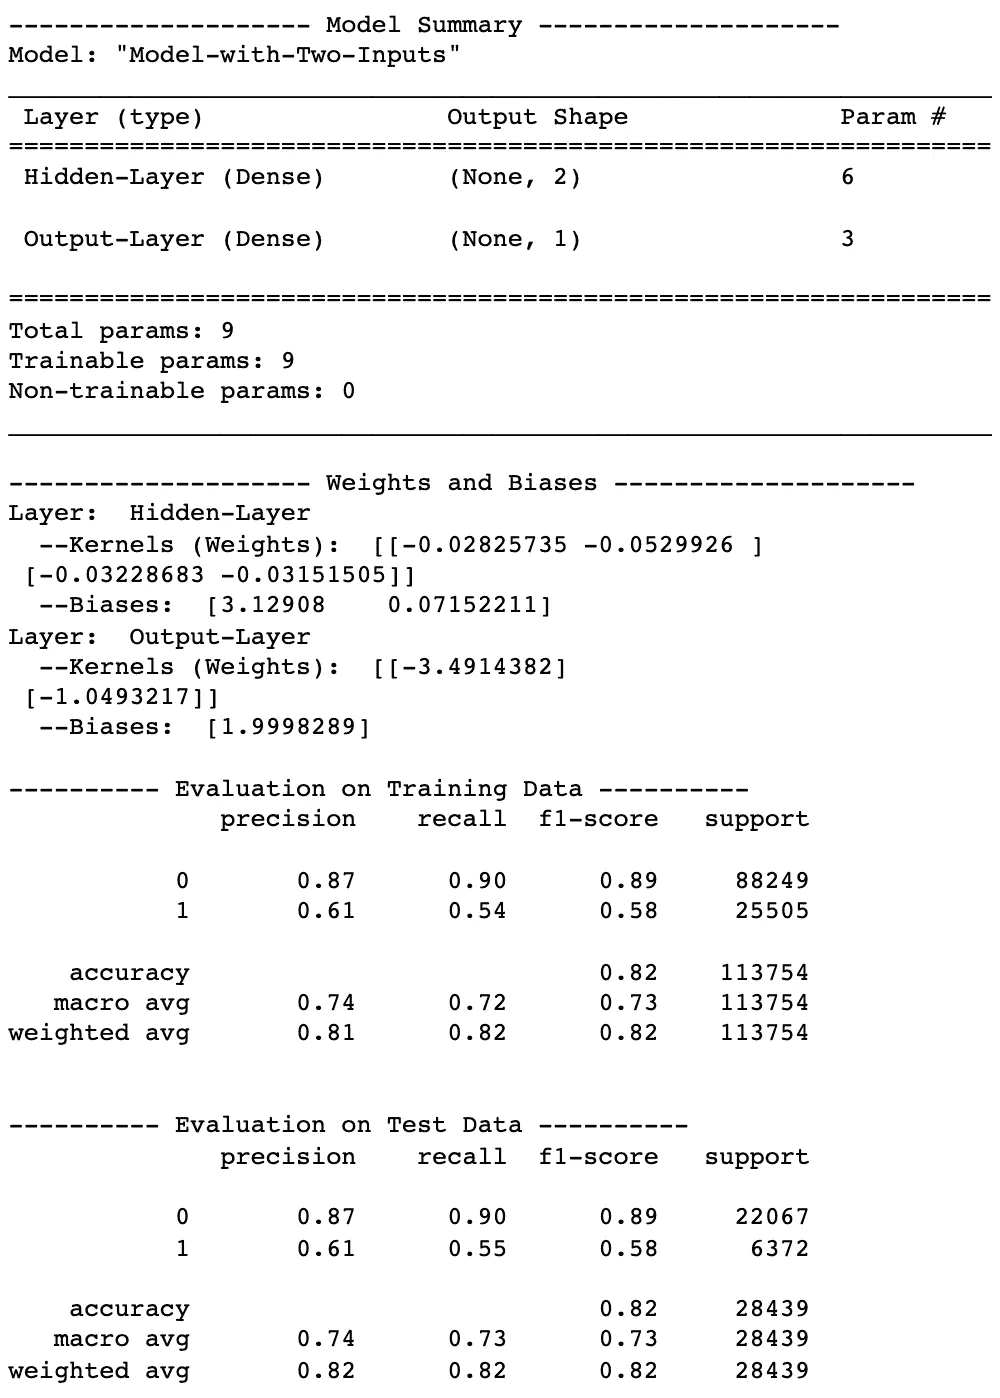 -------------------- Model Summary --------------------
Model: "Model-with-Two-Inputs"
_________________________________________________________________
 Layer (type)                Output Shape              Param #
=================================================================
 Hidden-Layer (Dense)        (None, 2)                 6

 Output-Layer (Dense)        (None, 1)                 3

=================================================================
Total params: 9
Trainable params: 9
Non-trainable params: 0
_________________________________________________________________

-------------------- Weights and Biases --------------------
Layer:  Hidden-Layer
  --Kernels (Weights):  [[-0.02825735 -0.0529926 ]
 [-0.03228683 -0.03151505]]
  --Biases:  [3.12908    0.07152211]
Layer:  Output-Layer
  --Kernels (Weights):  [[-3.4914382]
 [-1.0493217]]
  --Biases:  [1.9998289]

---------- Evaluation on Training Data ----------
              precision    recall  f1-score   support

           0       0.87      0.90      0.89     88249
           1       0.61      0.54      0.58     25505

    accuracy                           0.82    113754
   macro avg       0.74      0.72      0.73    113754
weighted avg       0.81      0.82      0.82    113754


---------- Evaluation on Test Data ----------
              precision    recall  f1-score   support

           0       0.87      0.90      0.89     22067
           1       0.61      0.55      0.58      6372

    accuracy                           0.82     28439
   macro avg       0.74      0.73      0.73     28439
weighted avg       0.82      0.82      0.82     28439